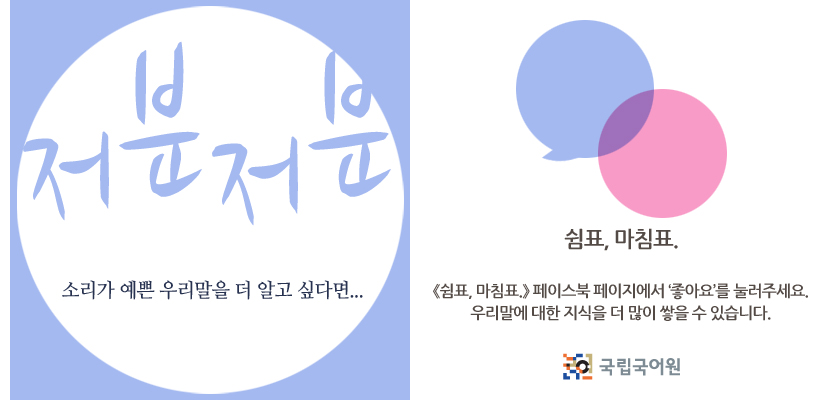 저분저분
소리가 예쁜 우리말을 더 알고 싶다면...
쉼표, 마침표.
《쉼표, 마침표.》 페이스북 페이지에서 '좋아요'를 눌러주세요.
우리말에 대한 지식을 더 많이 쌓을 수 있습니다.
국립국어원